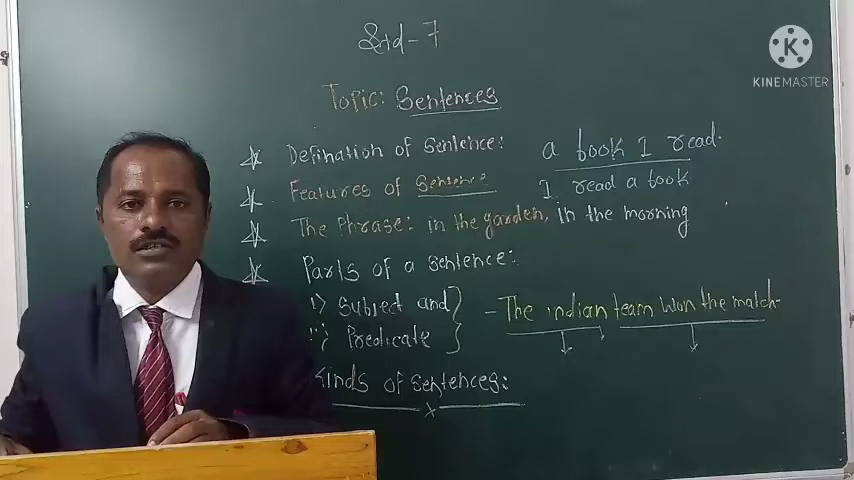 Std-7
K
KINEMASTER
Topic: Sentences
* Defination of sentence: a book I read.
* Features of Sentence I read a book
* The Phrase: in the garden, in the morning
* Parts of a sentence:
i) Subject and
ii) Predicate
- The indian team won the match.
Kinds of sentences:
x